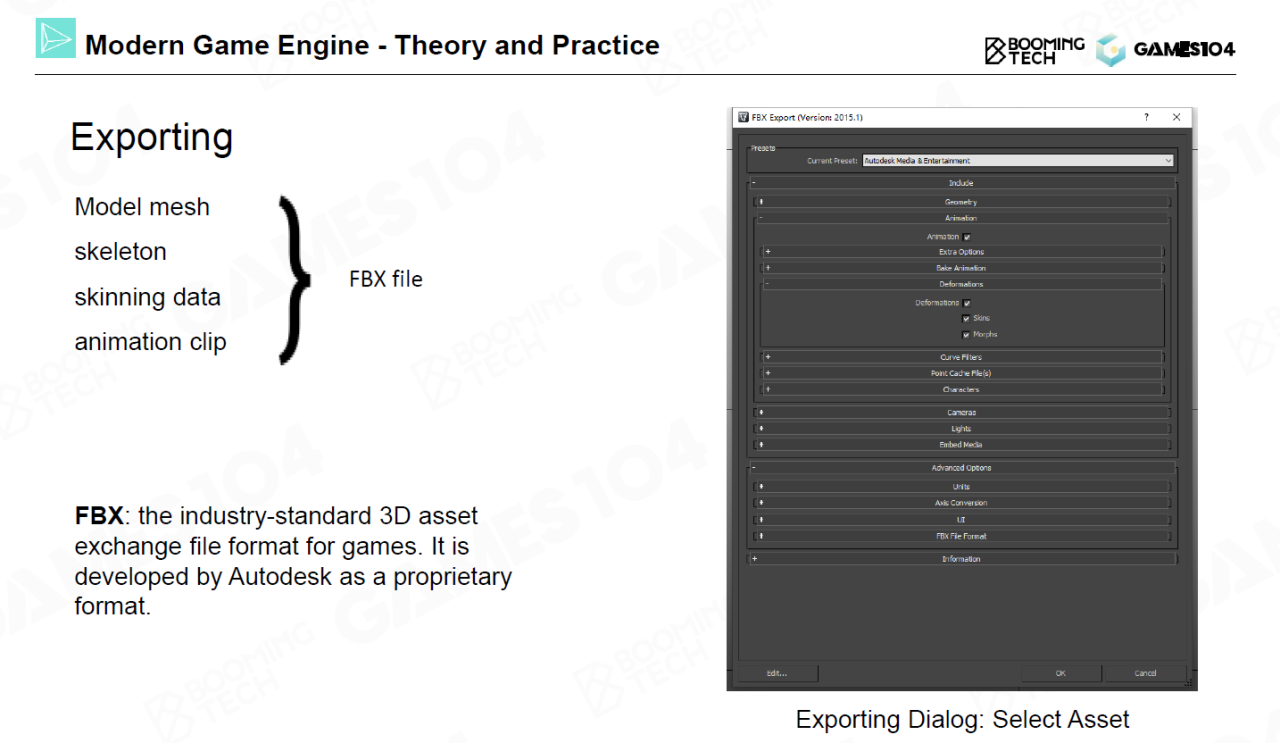 Modern Game Engine - Theory and Practice
BOOMING
TECH
GAMES104
Exporting
Model mesh
skeleton
skinning data
animation clip
FBX file
FBX: the industry-standard 3D asset
exchange file format for games. It is
developed by Autodesk as a proprietary
format.
FBX Export (Version: 2015.1)
Presets
Current Preset: Autodesk Media & Entertainment
Include
Geometry
Animation
Animation
Extra Options
Bake Animation
Deformations
Deformations
Skins
Morphs
Curve Filters
Point Cache File(s)
Characters
Cameras
Lights
Embed Media
Advanced Options
Units
Axis Conversion
UI
FBX File Format
Information
Edit...
OK
Cancel
Exporting Dialog: Select Asset